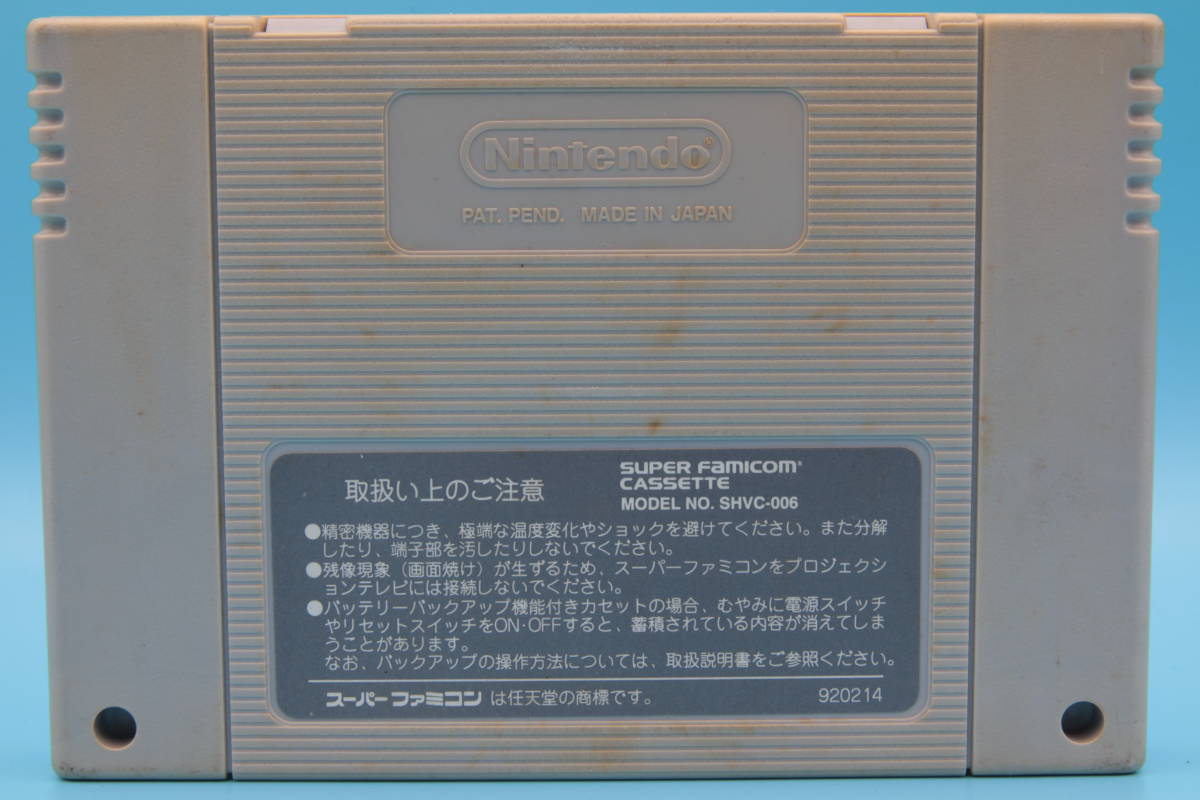 Nintendo®
PAT. PEND. MADE IN JAPAN
取扱い上のご注意
SUPER FAMICOM
CASSETTE
MODEL NO. SHVC-006
●精密機器につき、極端な温度変化やショックを避けてください。また分解
したり、端子部を汚したりしないでください。
●残像現象（画面焼け）が生ずるため、スーパーファミコンをプロジェクシ
ョンテレビには接続しないでください。
●バッテリーバックアップ機能付きカセットの場合、むやみに電源スイッチ
やリセットスイッチをON・OFFすると、蓄積されている内容が消えてしま
うことがあります。
なお、バックアップの操作方法については、取扱説明書をご参照ください。
スーパーファミコンは任天堂の商標です。
920214